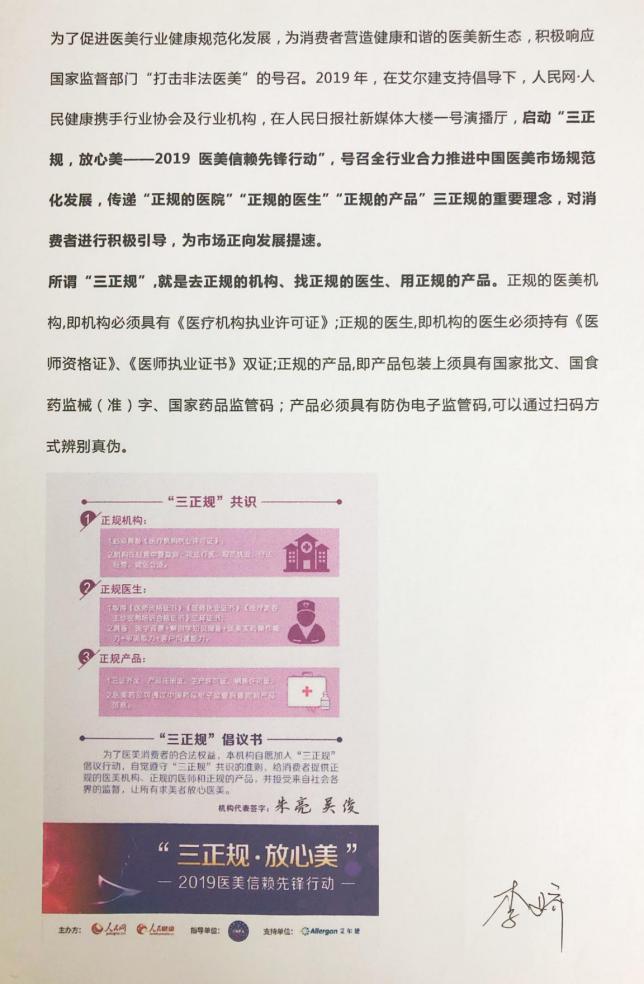 为了促进医美行业健康规范化发展，为消费者营造健康和谐的医美新生态，积极响应
国家监督部门“打击非法医美”的号召。2019 年，在艾尔建支持倡导下，人民网·人
民健康携手行业协会及行业机构，在人民日报社新媒体大楼一号演播厅，启动“三正
规，放心美——2019 医美信赖先锋行动”，号召全行业合力推进中国医美市场规范
化发展，传递“正规的医院”“正规的医生”“正规的产品”三正规的重要理念，对消
费者进行积极引导，为市场正向发展提速。
所谓“三正规”,就是去正规的机构、找正规的医生、用正规的产品。正规的医美机
构,即机构必须具有《医疗机构执业许可证》;正规的医生,即机构的医生必须持有《医
师资格证》、《医师执业证书》双证;正规的产品,即产品包装上须具有国家批文、国食
药监械（准）字、国家药品监管码；产品必须具有防伪电子监管码,可以通过扫码方
式辨别真伪。
“三正规”共识
1 正规机构：
2 正规医生：
3 正规产品：
“三正规”倡议书
为了医美消费者的合法权益，本机构自愿加入“三正规”
倡议行动，自觉遵守“三正规”共识的准则，给消费者提供正
规的医美机构、正规的医师和正规的产品，并接受来自社会各
界的监督，让所有求美者放心医美。
机构代表签字：朱亮 吴俊
“三正规·放心美”
2019医美信赖先锋行动
主办方： 人民网 人民健康 指导单位： 支持单位： Allergan 艾尔建